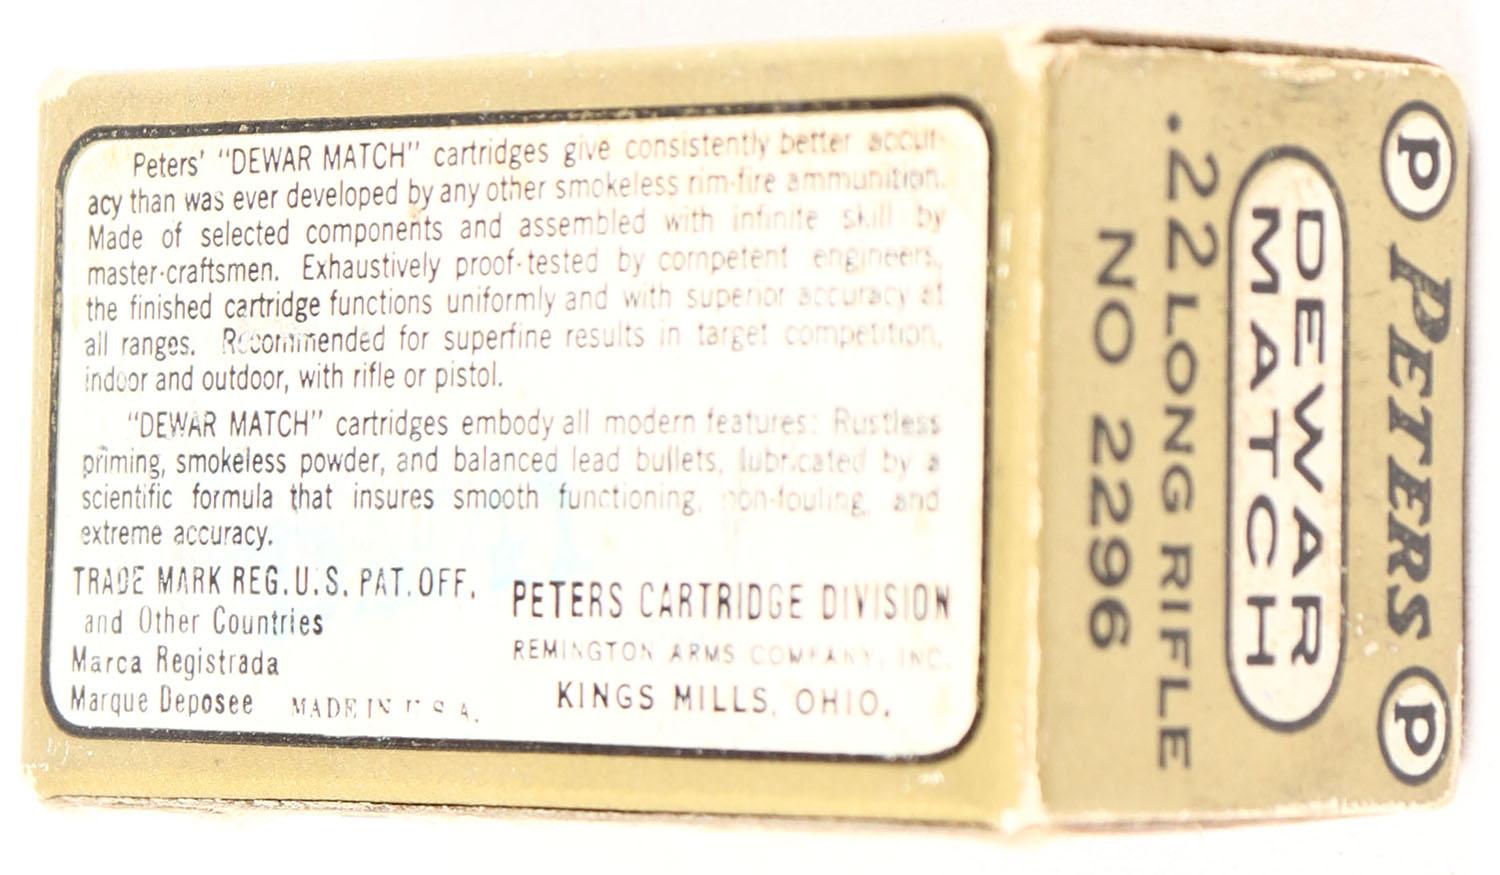 Peters' "DEWAR MATCH" cartridges give consistently better accur-
acy than was ever developed by any other smokeless rim-fire ammunition.
Made of selected components and assembled with infinite skill by
master-craftsmen. Exhaustively proof-tested by competent engineers,
the finished cartridge functions uniformly and with superior accuracy at
all ranges. Recommended for superfine results in target competition,
indoor and outdoor, with rifle or pistol.
"DEWAR MATCH" cartridges embody all modern features: Rustless
priming, smokeless powder, and balanced lead bullets, lubricated by a
scientific formula that insures smooth functioning, non-fouling, and
extreme accuracy.
TRADE MARK REG. U.S. PAT. OFF.
and Other Countries
Marca Registrada
Marque Deposee
MADE IN U.S.A.
PETERS CARTRIDGE DIVISION
REMINGTON ARMS COMPANY, INC.
KINGS MILLS, OHIO.
P PETERS P
DEWAR
MATCH
.22 LONG RIFLE
NO 2296